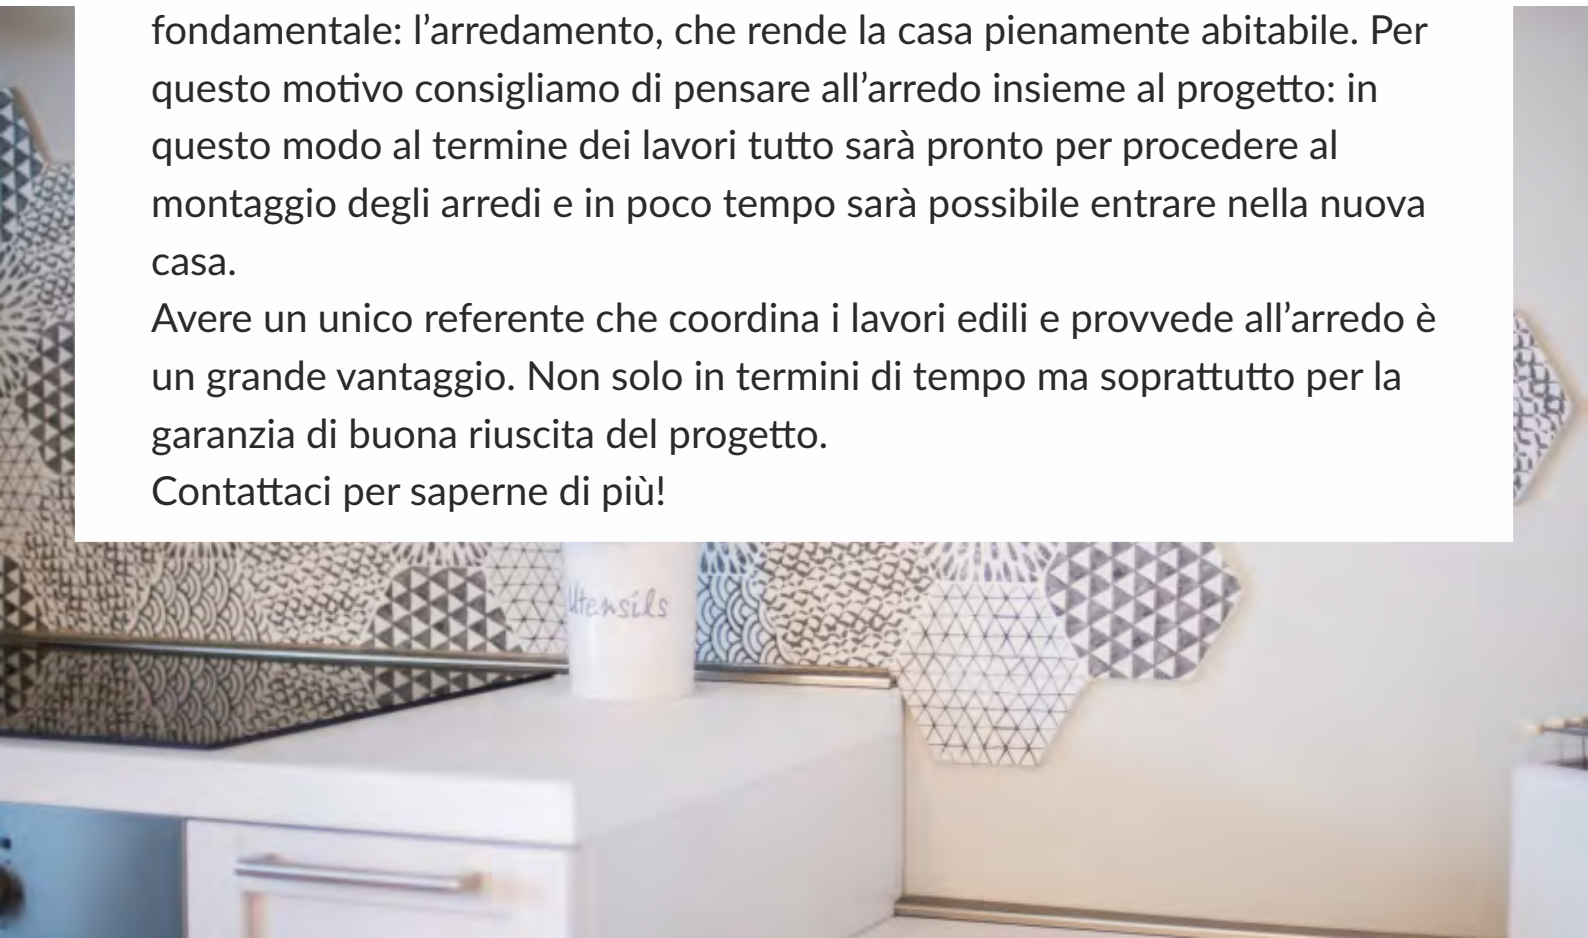 fondamentale: l’arredamento, che rende la casa pienamente abitabile. Per
questo motivo consigliamo di pensare all’arredo insieme al progetto: in
questo modo al termine dei lavori tutto sarà pronto per procedere al
montaggio degli arredi e in poco tempo sarà possibile entrare nella nuova
casa.
Avere un unico referente che coordina i lavori edili e provvede all’arredo è
un grande vantaggio. Non solo in termini di tempo ma soprattutto per la
garanzia di buona riuscita del progetto.
Contattaci per saperne di più!
Utensils